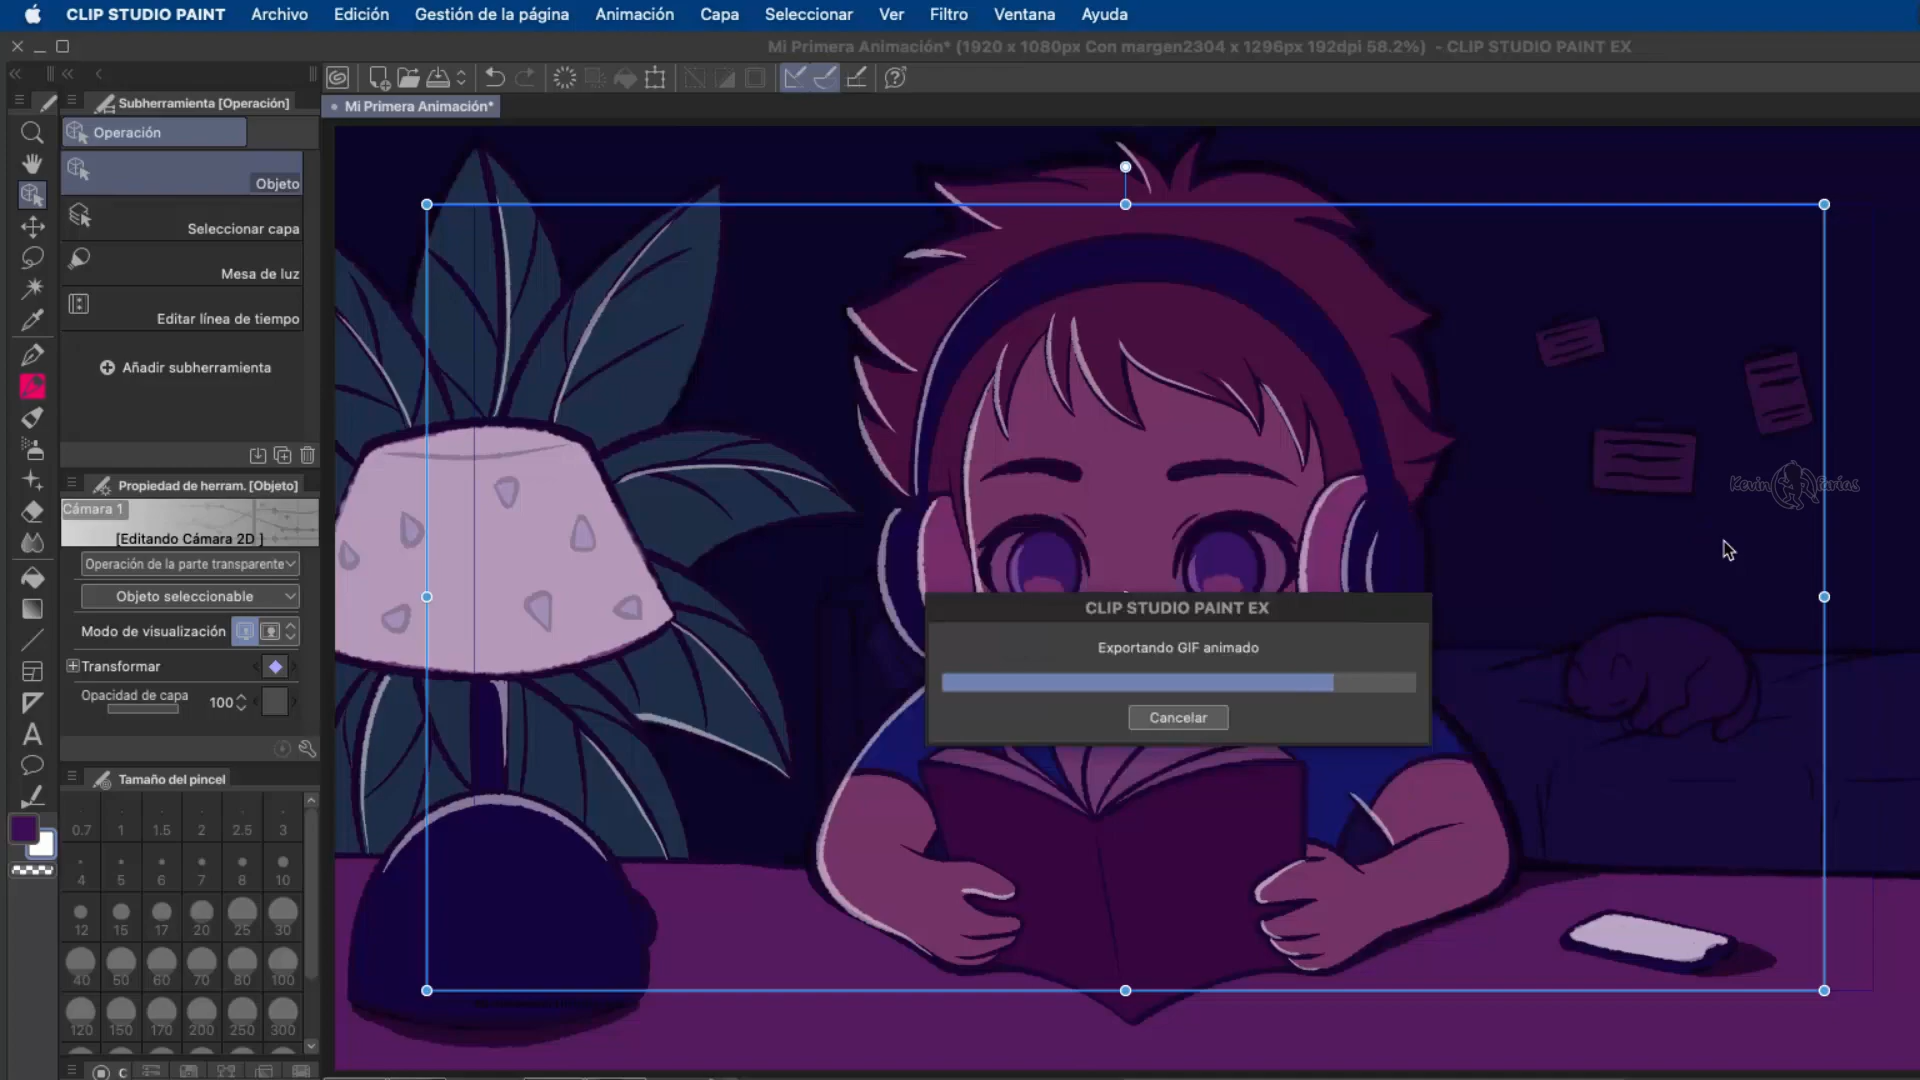 CLIP STUDIO PAINT Archivo Edición Gestión de la página Animación Capa Seleccionar Ver Filtro Ventana Ayuda
Mi Primera Animación* (1920 x 1080px Con margen2304 x 1296px 192dpi 58.2%) - CLIP STUDIO PAINT EX
Subherramienta [Operación]
Mi Primera Animación*
Operación
Objeto
Seleccionar capa
Mesa de luz
Editar línea de tiempo
Añadir subherramienta
Propiedad de herram. [Objeto]
Cámara 1
[Editando Cámara 2D ]
Operación de la parte transparente
Objeto seleccionable
Modo de visualización
Transformar
Opacidad de capa 100
Tamaño del pincel
0.7 1 1.5 2 2.5 3
4 5 6 7 8 10
12 15 17 20 25 30
40 50 60 70 80 100
120 150 170 200 250 300
C
Kevin farías
CLIP STUDIO PAINT EX
Exportando GIF animado
Cancelar